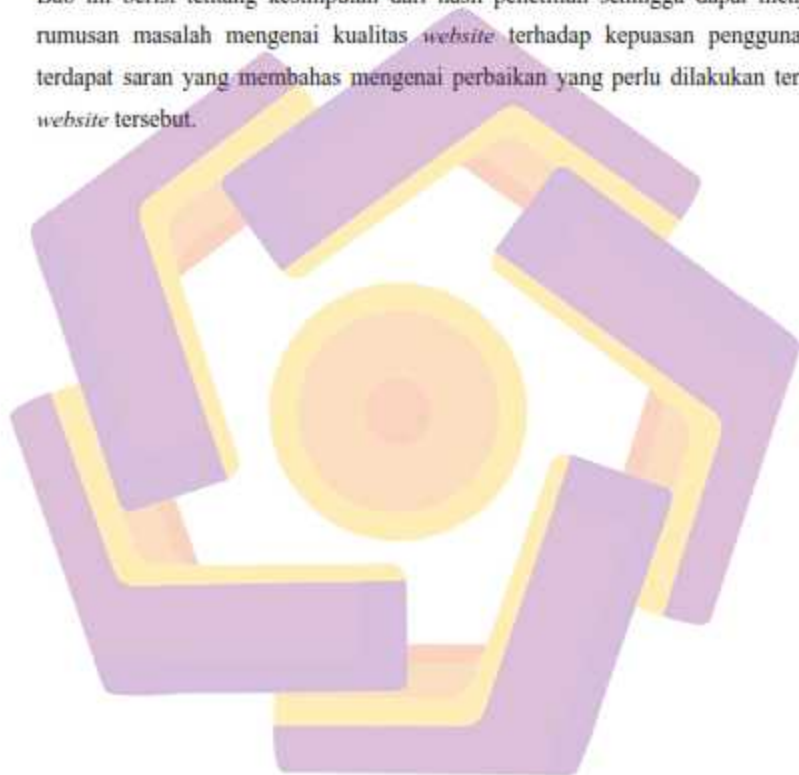 rumusan masalah mengenai kualitas website terhadap kepuasan pengguna
terdapat saran yang membahas mengenai perbaikan yang perlu dilakukan ter
website tersebut.